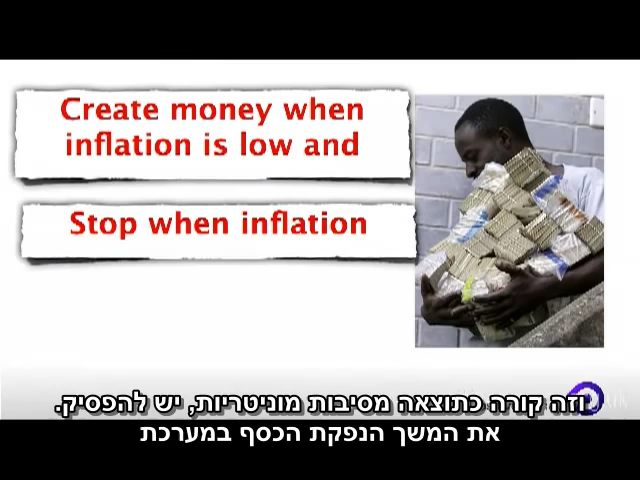 Create money when
inflation is low and
Stop when inflation
וזה קורה כתוצאה מסיבות מוניטריות, יש להפסיק.
את המשך הנפקת הכסף במערכת